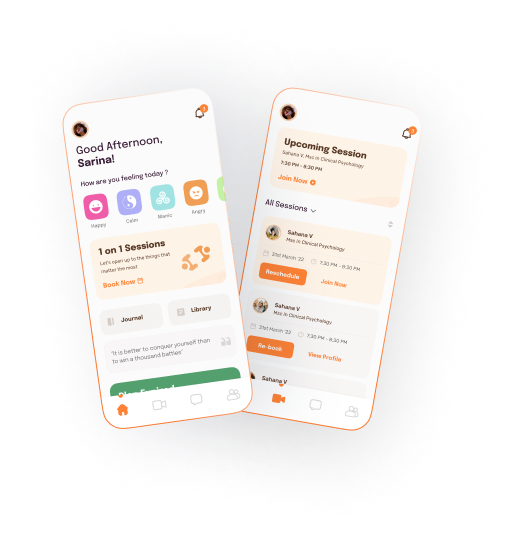 Good Afternoon,
Sarina!
How are you feeling today ?
Happy
Calm
Manic
Angry
1 on 1 Sessions
Let's open up to the things that
matter the most
Book Now
Journal
Library
"It is better to conquer yourself than
to win a thousand battles"
1
Upcoming Session
Sahana V, Msc in Clinical Psychology
7:30 PM - 8:30 PM
Join Now
All Sessions
Sahana V
Msc in Clinical Psychology
31st March '22
7:30 PM - 8:30 PM
Reschedule
Join Now
Sahana V
Msc in Clinical Psychology
31st March '22
7:30 PM - 8:30 PM
Re-book
View Profile
Sahana V